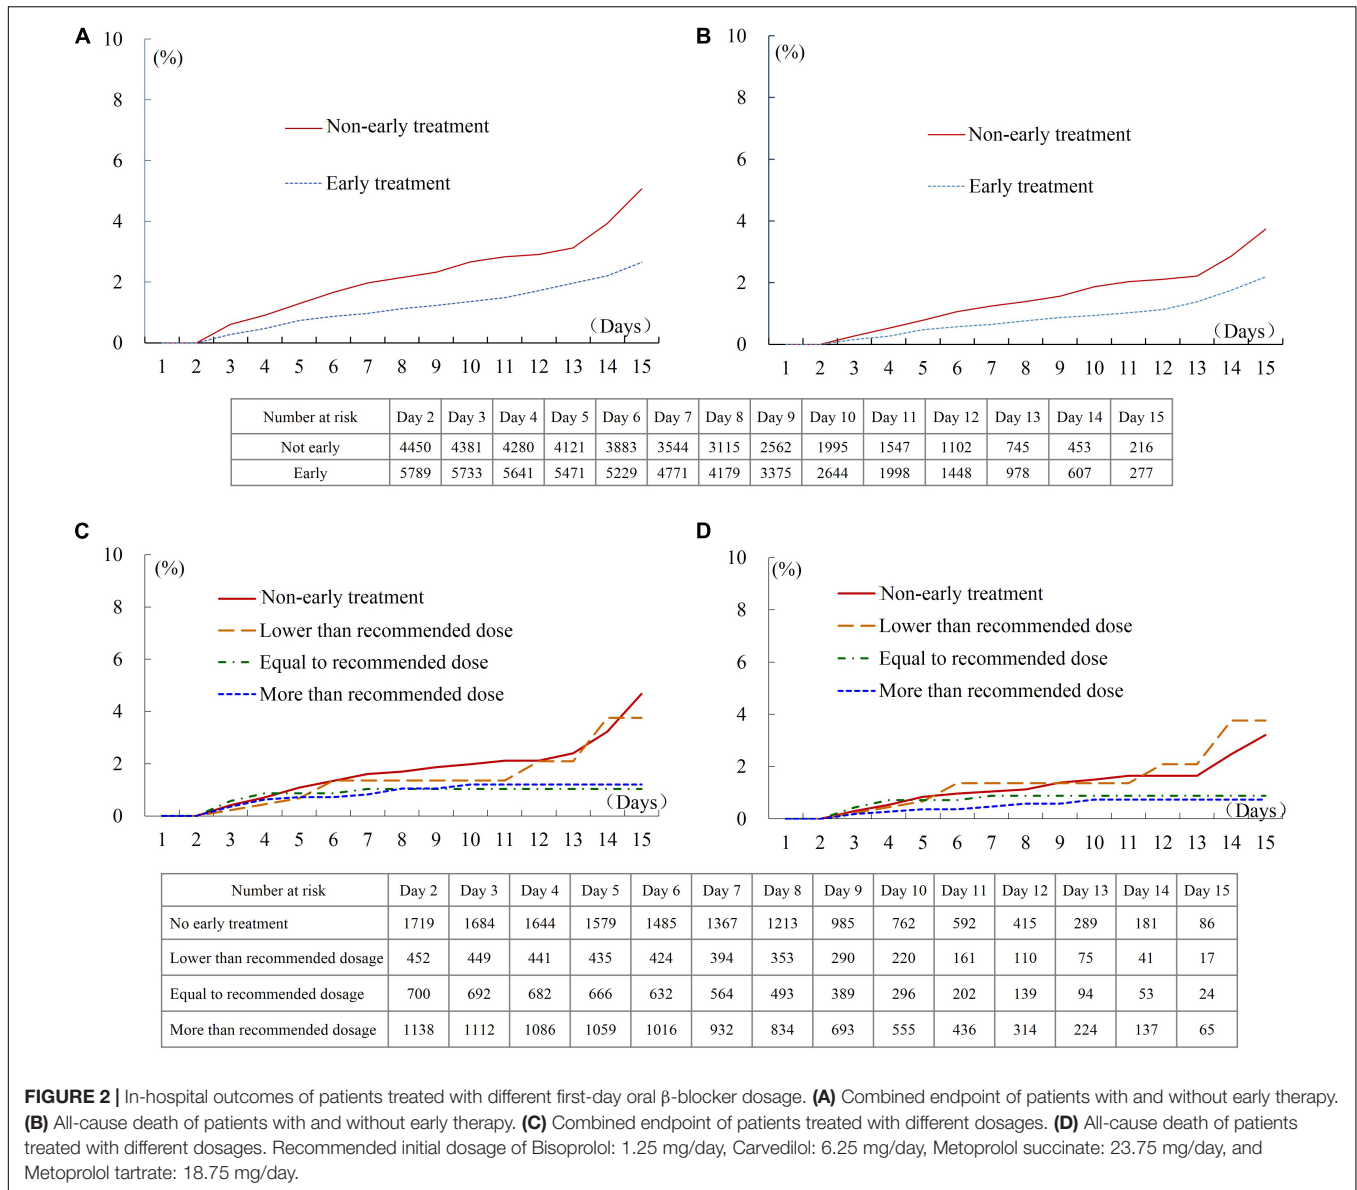 A
10
(%)
8
6
4
2
0
Non-early treatment
Early treatment
（Days）
1 2 3 4 5 6 7 8 9 10 11 12 13 14 15
B
10
(%)
8
6
4
2
0
Non-early treatment
Early treatment
（Days）
1 2 3 4 5 6 7 8 9 10 11 12 13 14 15
Number at risk Day 2 Day 3 Day 4 Day 5 Day 6 Day 7 Day 8 Day 9 Day 10 Day 11 Day 12 Day 13 Day 14 Day 15
Not early 4450 4381 4280 4121 3883 3544 3115 2562 1995 1547 1102 745 453 216
Early 5789 5733 5641 5471 5229 4771 4179 3375 2644 1998 1448 978 607 277
C
10
(%)
8
6
4
2
0
Non-early treatment
Lower than recommended dose
Equal to recommended dose
More than recommended dose
（Days）
1 2 3 4 5 6 7 8 9 10 11 12 13 14 15
D
10
(%)
8
6
4
2
0
Non-early treatment
Lower than recommended dose
Equal to recommended dose
More than recommended dose
（Days）
1 2 3 4 5 6 7 8 9 10 11 12 13 14 15
Number at risk Day 2 Day 3 Day 4 Day 5 Day 6 Day 7 Day 8 Day 9 Day 10 Day 11 Day 12 Day 13 Day 14 Day 15
No early treatment 1719 1684 1644 1579 1485 1367 1213 985 762 592 415 289 181 86
Lower than recommended dosage 452 449 441 435 424 394 353 290 220 161 110 75 41 17
Equal to recommended dosage 700 692 682 666 632 564 493 389 296 202 139 94 53 24
More than recommended dosage 1138 1112 1086 1059 1016 932 834 693 555 436 314 224 137 65
FIGURE 2 | In-hospital outcomes of patients treated with different first-day oral β-blocker dosage. (A) Combined endpoint of patients with and without early therapy.
(B) All-cause death of patients with and without early therapy. (C) Combined endpoint of patients treated with different dosages. (D) All-cause death of patients
treated with different dosages. Recommended initial dosage of Bisoprolol: 1.25 mg/day, Carvedilol: 6.25 mg/day, Metoprolol succinate: 23.75 mg/day, and
Metoprolol tartrate: 18.75 mg/day.